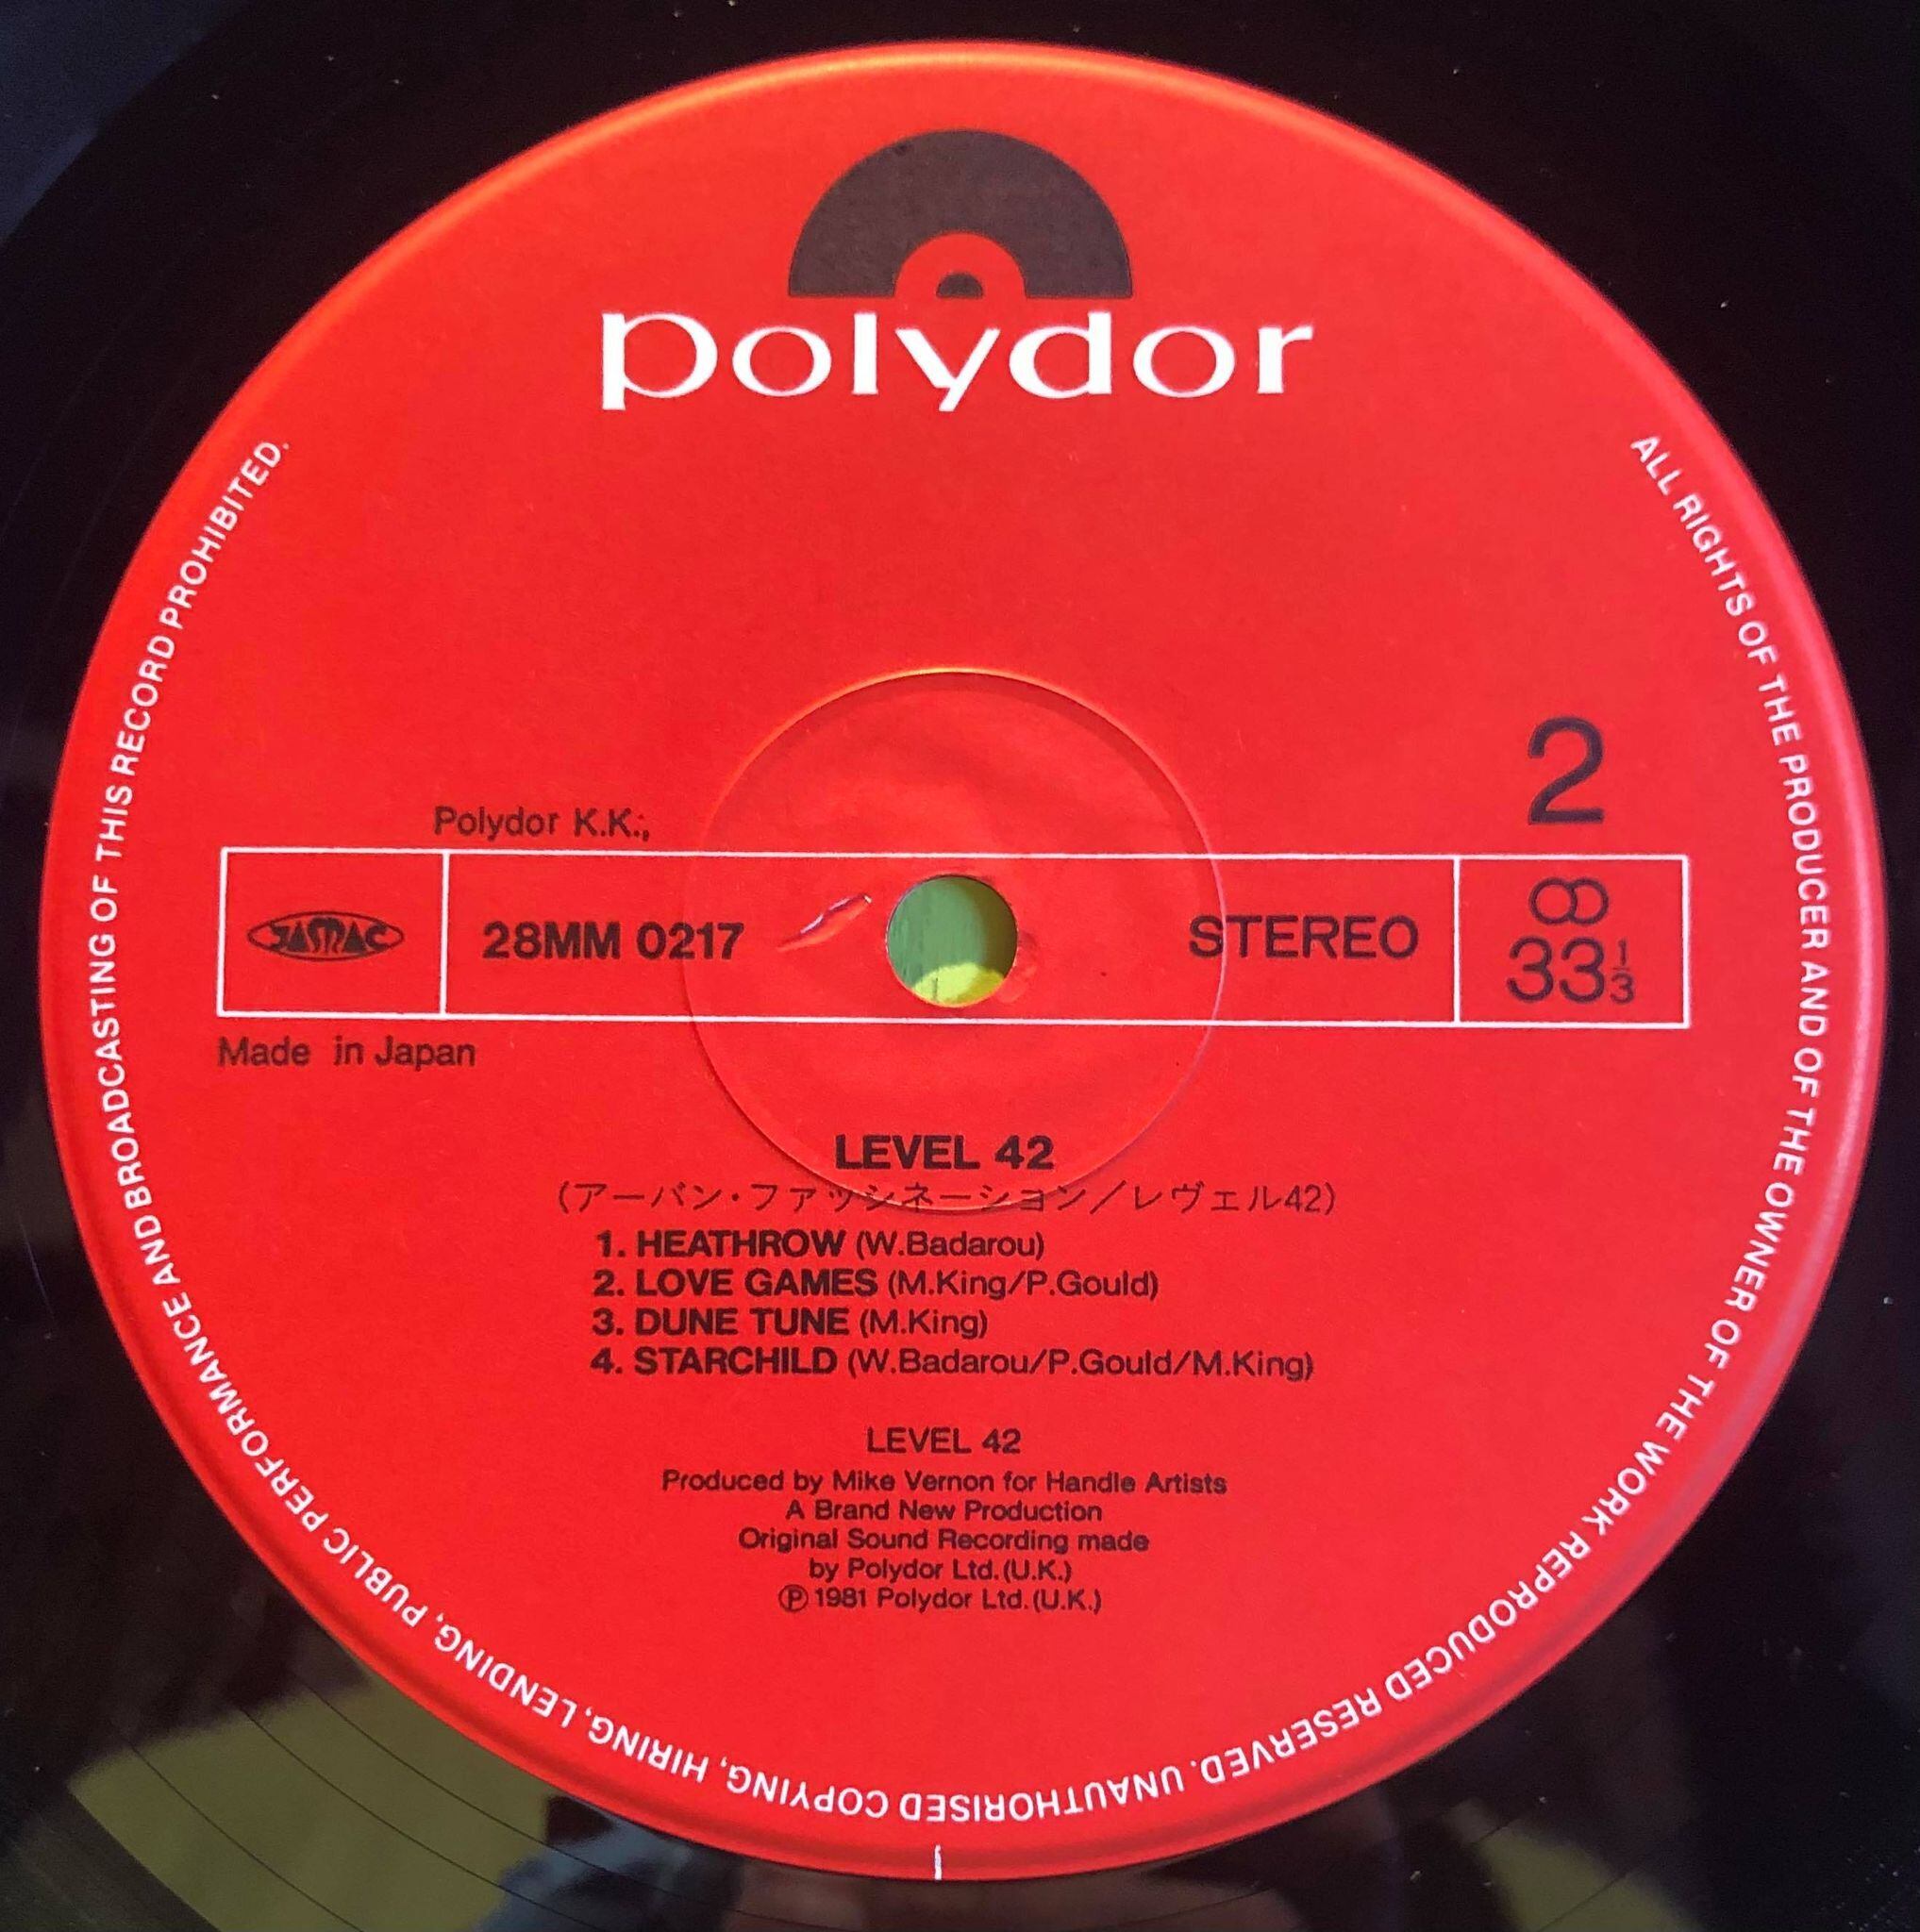 polydor
2
Polydor K.K.;
JASRAC
28MM 0217
STEREO
33⅓
Made in Japan
LEVEL 42
(アーバン・ファッシネーション/レヴェル42)
1. HEATHROW (W.Badarou)
2. LOVE GAMES (M.King/P.Gould)
3. DUNE TUNE (M.King)
4. STARCHILD (W.Badarou/P.Gould/M.King)
LEVEL 42
Produced by Mike Vernon for Handle Artists
A Brand New Production
Original Sound Recording made
by Polydor Ltd.(U.K.)
Ⓟ 1981 Polydor Ltd.(U.K.)
ALL RIGHTS OF THE PRODUCER AND OF THE OWNER OF THE WORK REPRODUCED RESERVED. UNAUTHORISED COPYING, HIRING, LENDING, PUBLIC PERFORMANCE AND BROADCASTING OF THIS RECORD PROHIBITED.